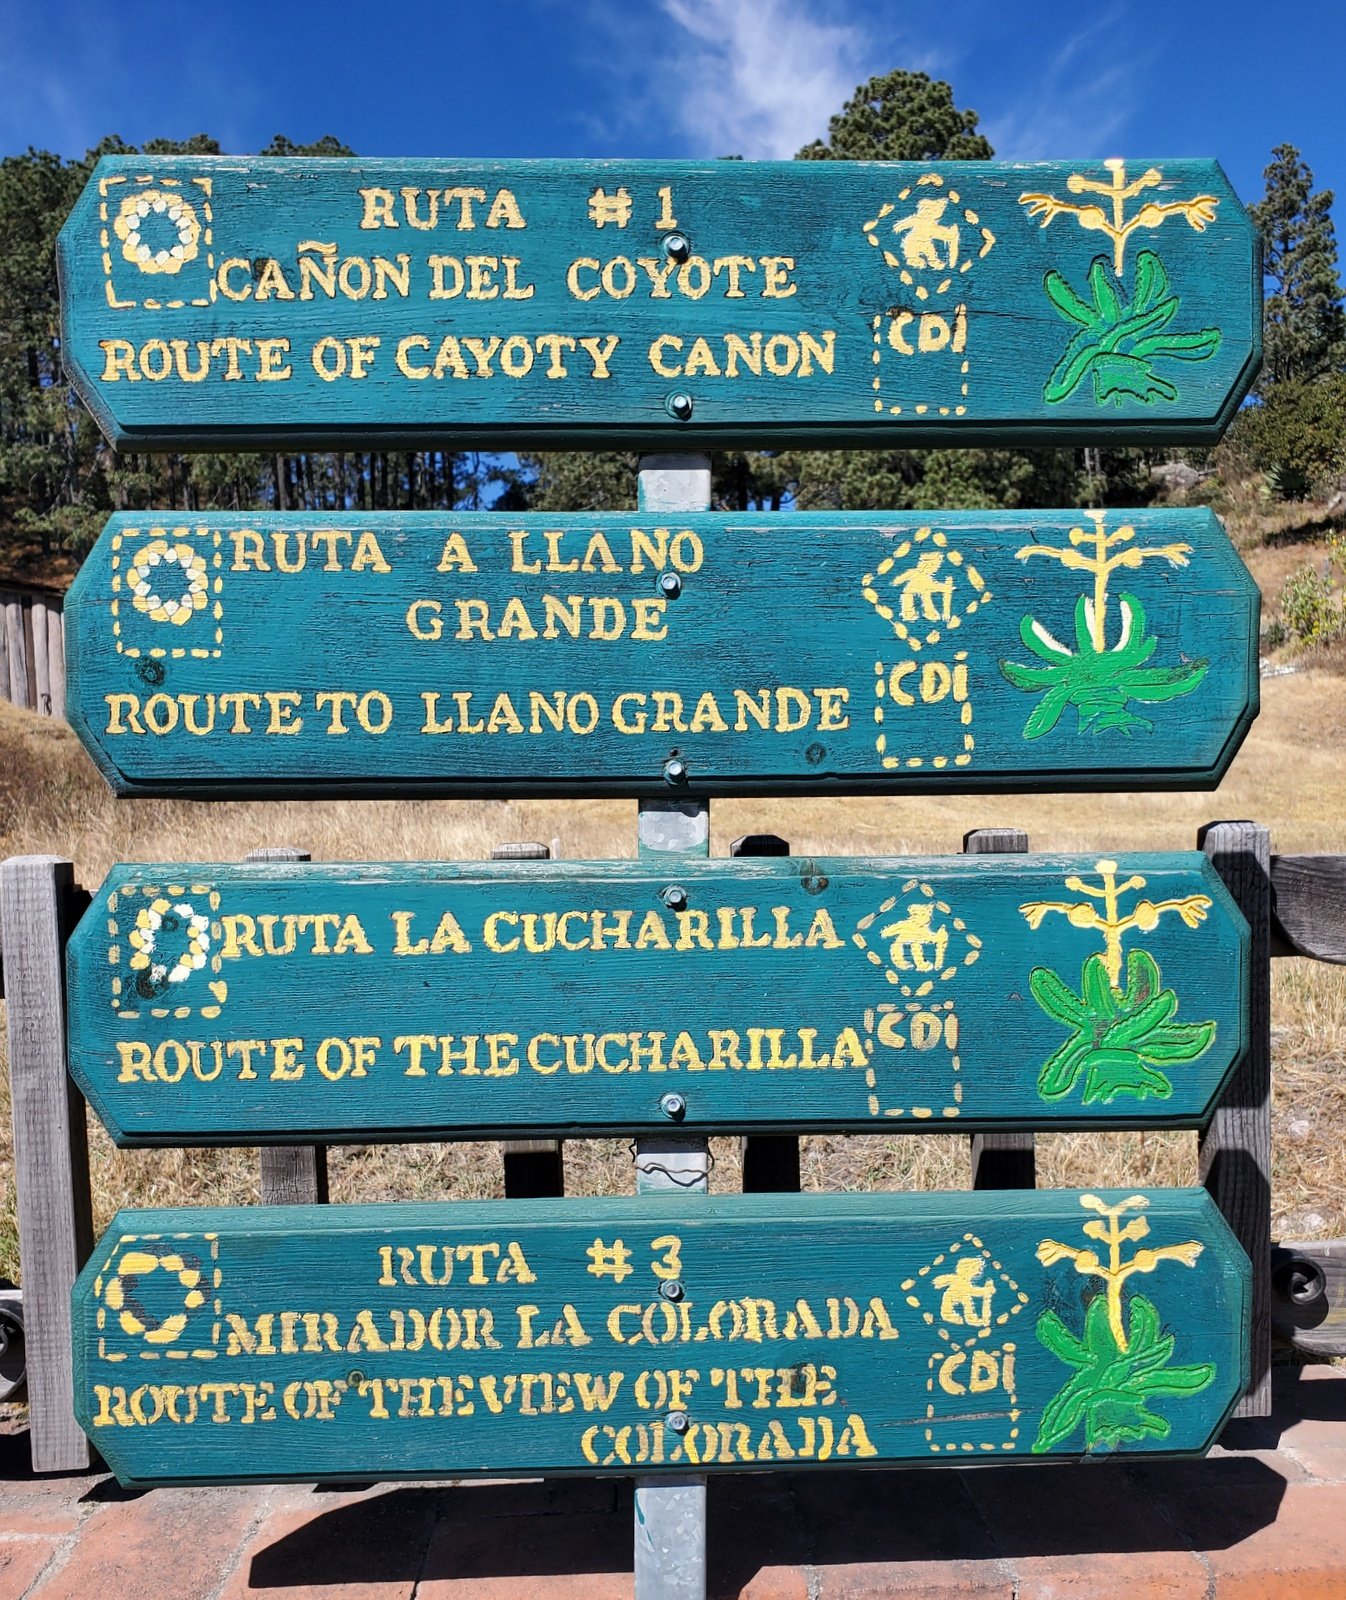 RUTA #1
CAÑON DEL COYOTE
ROUTE OF CAYOTY CANON
CDI
RUTA A LLANO
GRANDE
ROUTE TO LLANO GRANDE
CDI
RUTA LA CUCHARILLA
ROUTE OF THE CUCHARILLA
CDI
RUTA #3
MIRADOR LA COLORADA
ROUTE OF THE VIEW OF THE
COLORADA
CDI